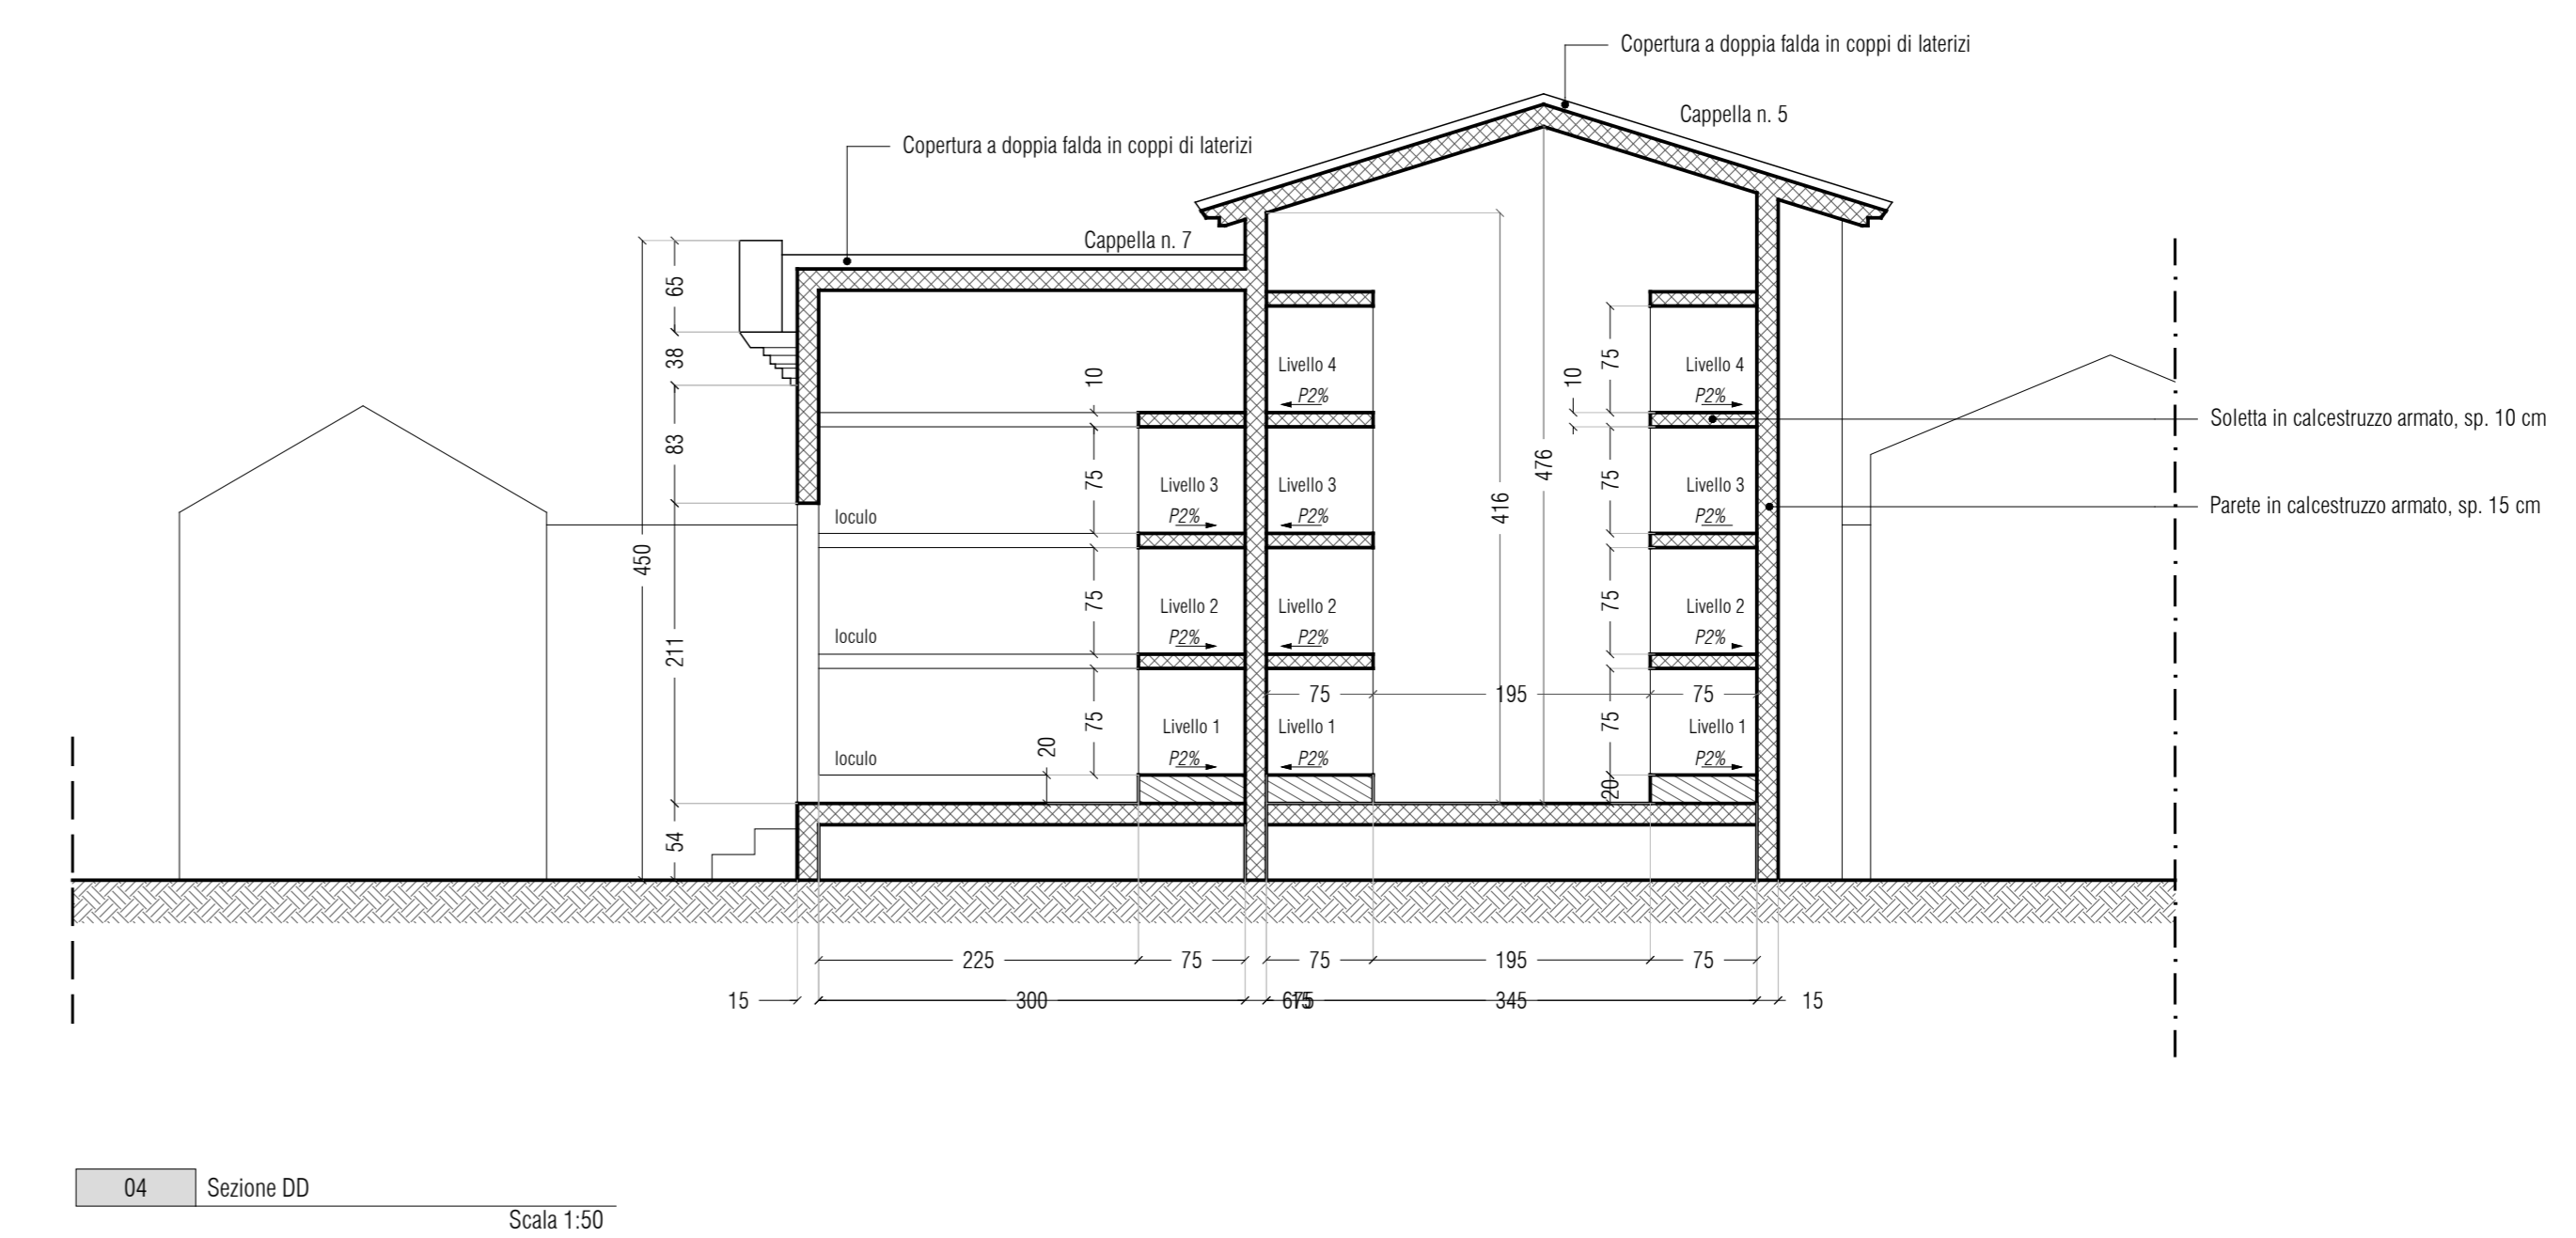 Copertura a doppia falda in coppi di laterizi
Cappella n. 5
Copertura a doppia falda in coppi di laterizi
Cappella n. 7
65
38
83
450
211
54
10
75
75
75
20
loculo
loculo
loculo
Livello 3
P2%
Livello 2
P2%
Livello 1
P2%
Livello 4
P2%
Livello 3
P2%
Livello 2
P2%
75
195
75
Livello 1
P2%
416
476
10
75
75
75
75
20
Livello 4
P2%
Livello 3
P2%
Livello 2
P2%
Livello 1
P2%
Soletta in calcestruzzo armato, sp. 10 cm
Parete in calcestruzzo armato, sp. 15 cm
225
75
75
195
75
15
300
345
15
04
Sezione DD
Scala 1:50